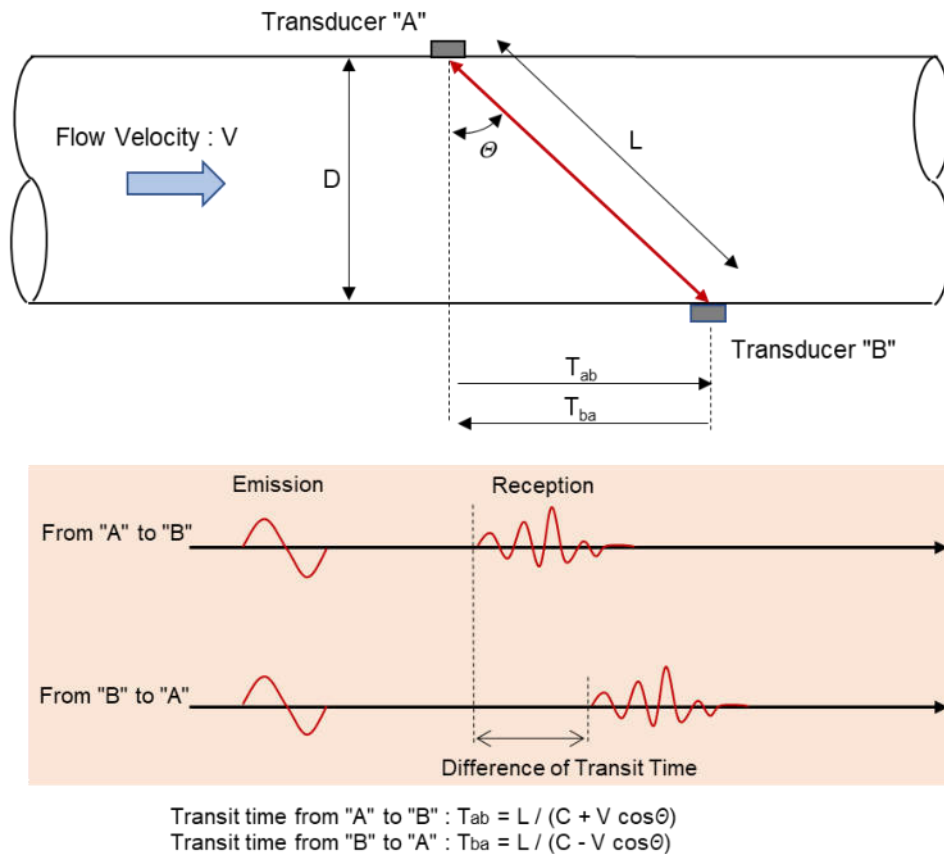 Transducer "A"
Flow Velocity : V
D
Θ
L
Transducer "B"
Tab
Tba
Emission
Reception
From "A" to "B"
From "B" to "A"
Difference of Transit Time
Transit time from "A" to "B" : Tab = L / (C + V cosΘ)
Transit time from "B" to "A" : Tba = L / (C - V cosΘ)